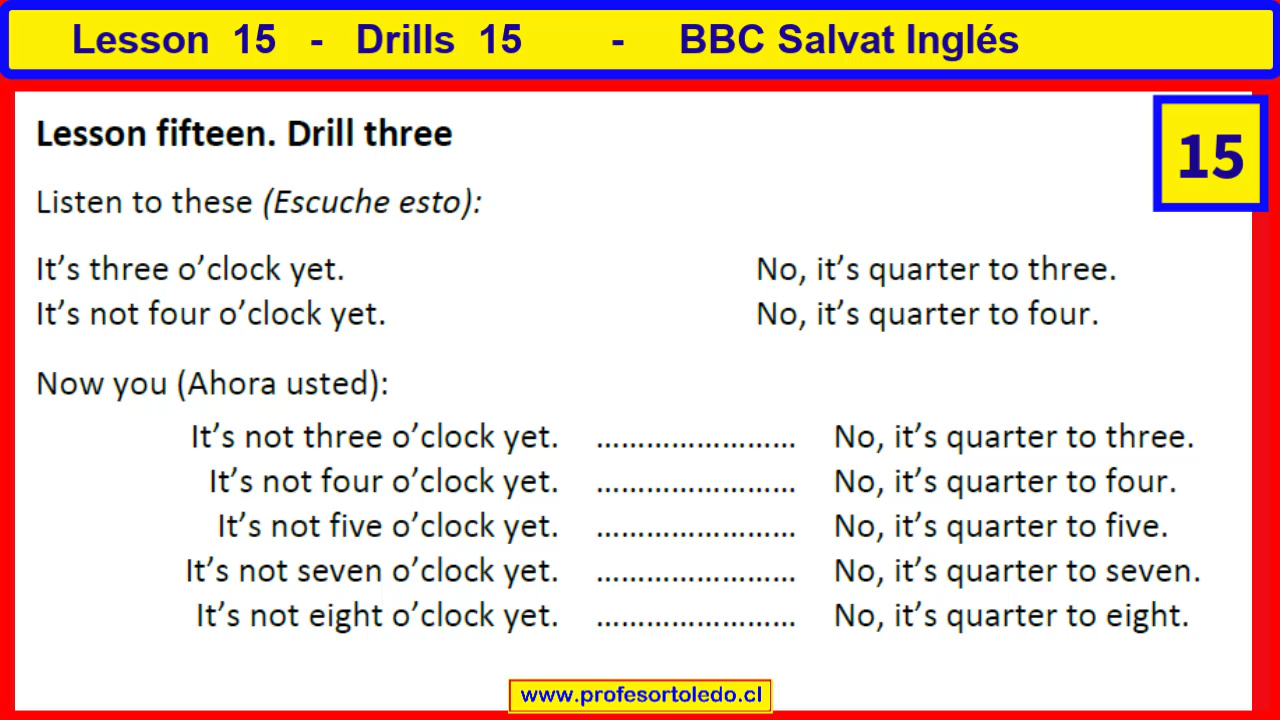 Lesson 15 - Drills 15 - BBC Salvat Inglés
15
Lesson fifteen. Drill three
Listen to these (Escuche esto):
It's three o'clock yet. No, it's quarter to three.
It's not four o'clock yet. No, it's quarter to four.
Now you (Ahora usted):
It's not three o'clock yet. ........................ No, it's quarter to three.
It's not four o'clock yet. ........................ No, it's quarter to four.
It's not five o'clock yet. ........................ No, it's quarter to five.
It's not seven o'clock yet. ........................ No, it's quarter to seven.
It's not eight o'clock yet. ........................ No, it's quarter to eight.
www.profesortoledo.cl